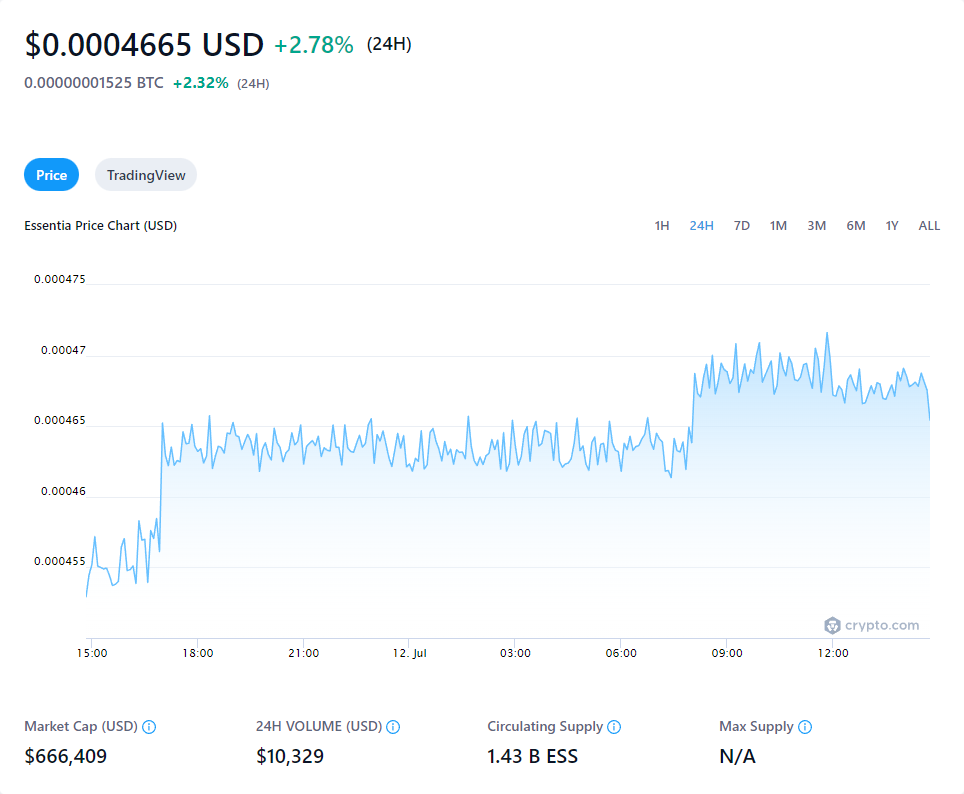 $0.0004665 USD +2.78% (24H)
0.00000001525 BTC +2.32% (24H)
Price TradingView
Essentia Price Chart (USD) 1H 24H 7D 1M 3M 6M 1Y ALL
0.000475
0.00047
0.000465
0.00046
0.000455
crypto.com
15:00 18:00 21:00 12. Jul 03:00 06:00 09:00 12:00
Market Cap (USD) 24H VOLUME (USD) Circulating Supply Max Supply
$666,409 $10,329 1.43 B ESS N/A